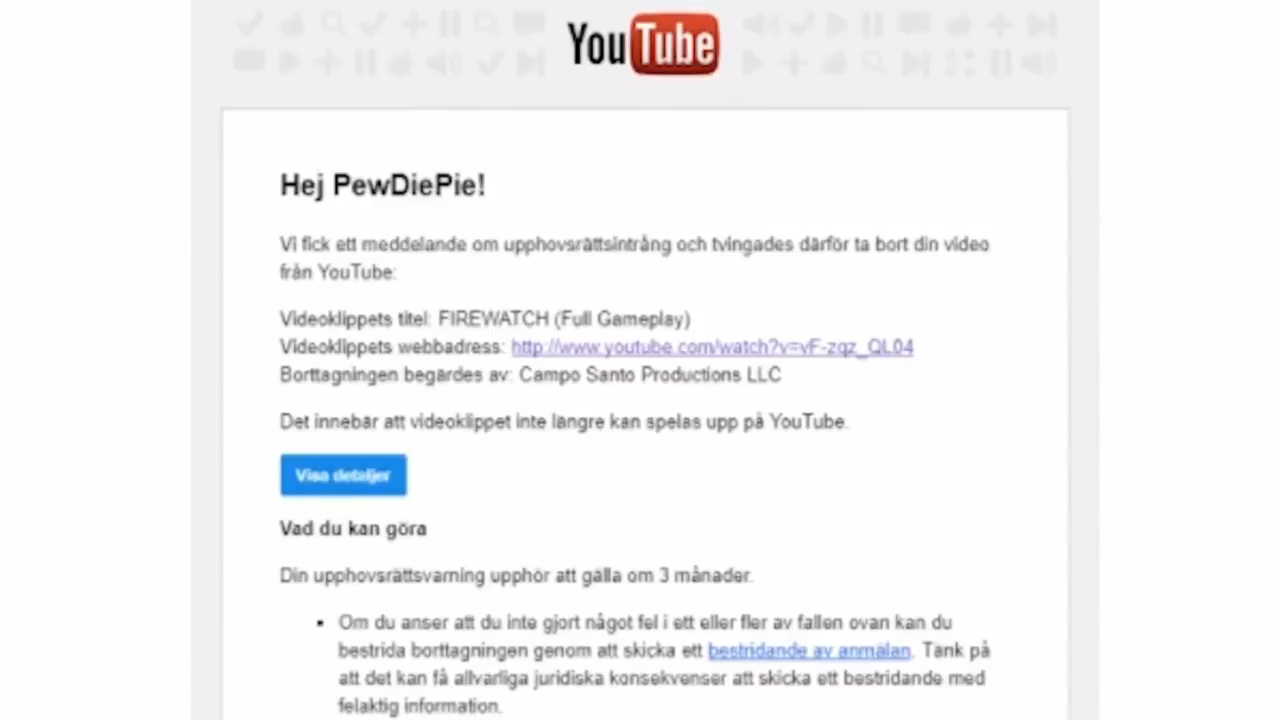 YouTube
Hej PewDiePie!
Vi fick ett meddelande om upphovsrättsintrång och tvingades därför ta bort din video
från YouTube:
Videoklippets titel: FIREWATCH (Full Gameplay)
Videoklippets webbadress: http://www.youtube.com/watch?v=vF-zqz_QL04
Borttagningen begärdes av: Campo Santo Productions LLC
Det innebär att videoklippet inte längre kan spelas upp på YouTube.
Visa detaljer
Vad du kan göra
Din upphovsrättsvarning upphör att gälla om 3 månader.
▪ Om du anser att du inte gjort något fel i ett eller fler av fallen ovan kan du
bestrida borttagningen genom att skicka ett bestridande av anmälan. Tänk på
att det kan få allvarliga juridiska konsekvenser att skicka ett bestridande med
felaktig information.